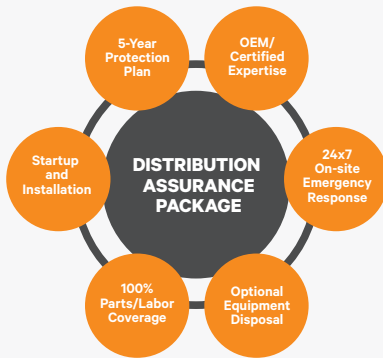 5-Year
Protection
Plan
OEM/
Certified
Expertise
Startup
and
Installation
DISTRIBUTION
ASSURANCE
PACKAGE
24x7
On-site
Emergency
Response
100%
Parts/Labor
Coverage
Optional
Equipment
Disposal